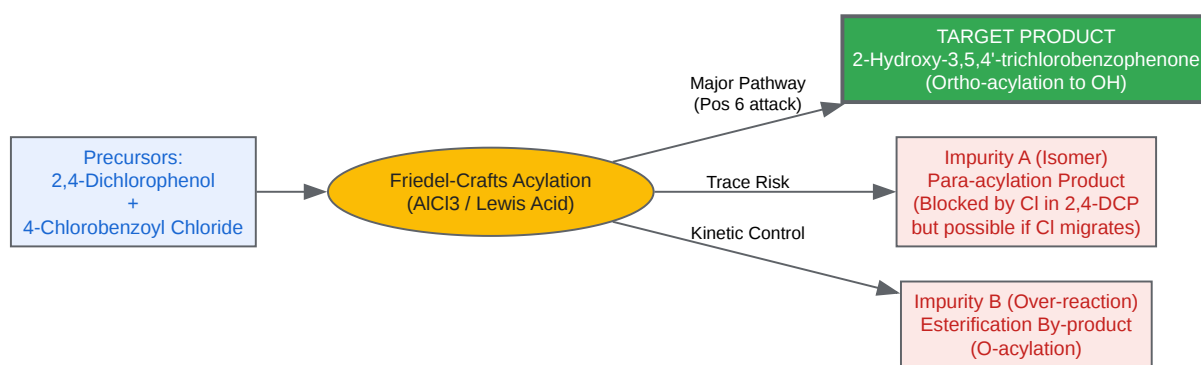 Precursors:
2,4-Dichlorophenol
+
4-Chlorobenzoyl Chloride
Friedel-Crafts Acylation
(AlCl3 / Lewis Acid)
Major Pathway
(Pos 6 attack)
TARGET PRODUCT
2-Hydroxy-3,5,4'-trichlorobenzophenone
(Ortho-acylation to OH)
Trace Risk
Impurity A (Isomer)
Para-acylation Product
(Blocked by Cl in 2,4-DCP
but possible if Cl migrates)
Kinetic Control
Impurity B (Over-reaction)
Esterification By-product
(O-acylation)